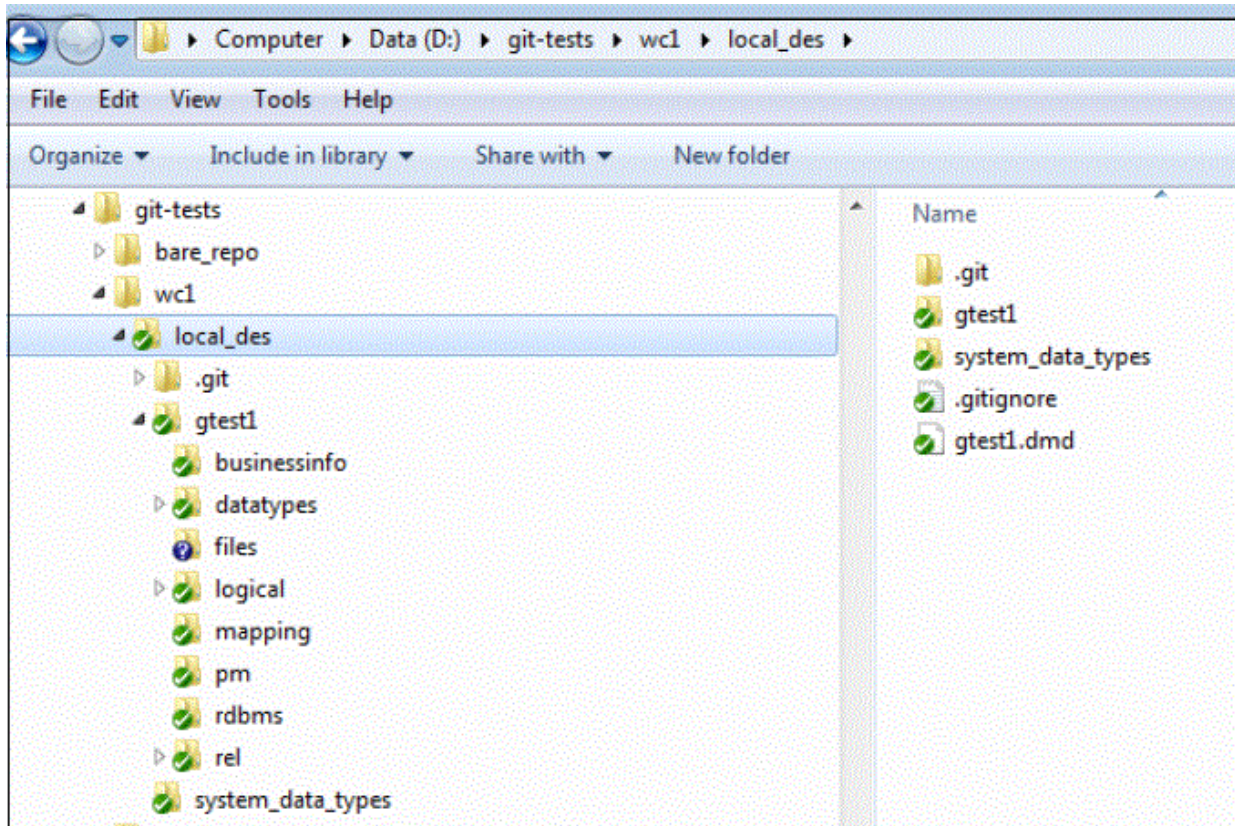 Computer Data (D:) git-tests wc1 local_des
File Edit View Tools Help
Organize Include in library Share with New folder
git-tests
bare_repo
wc1
local_des
.git
gtest1
businessinfo
datatypes
files
logical
mapping
pm
rdbms
rel
system_data_types
Name
.git
gtest1
system_data_types
.gitignore
gtest1.dmd